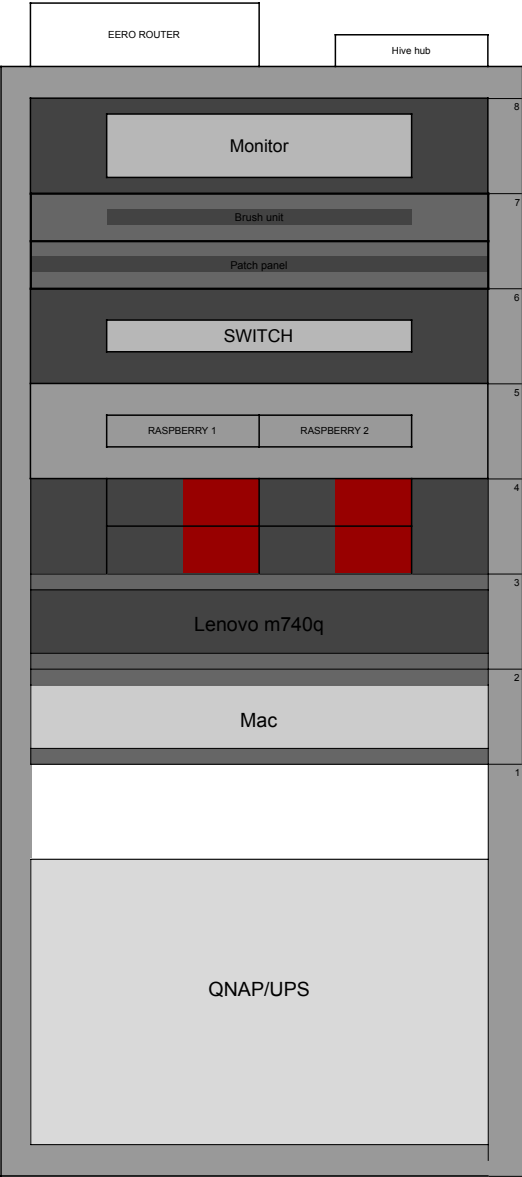 EERO ROUTER
Hive hub
8
Monitor
7
Brush unit
Patch panel
6
SWITCH
5
RASPBERRY 1
RASPBERRY 2
4
3
Lenovo m740q
2
Mac
1
QNAP/UPS